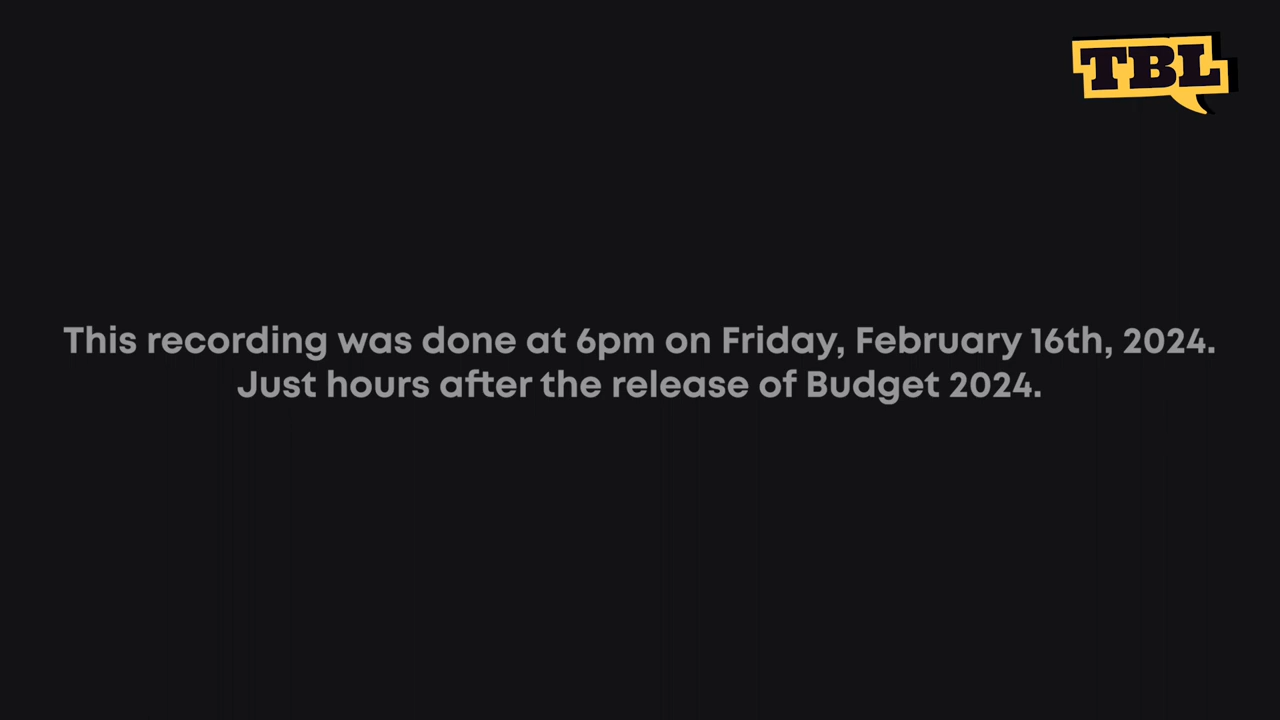 TBL
This recording was done at 6pm on Friday, February 16th, 2024.
Just hours after the release of Budget 2024.